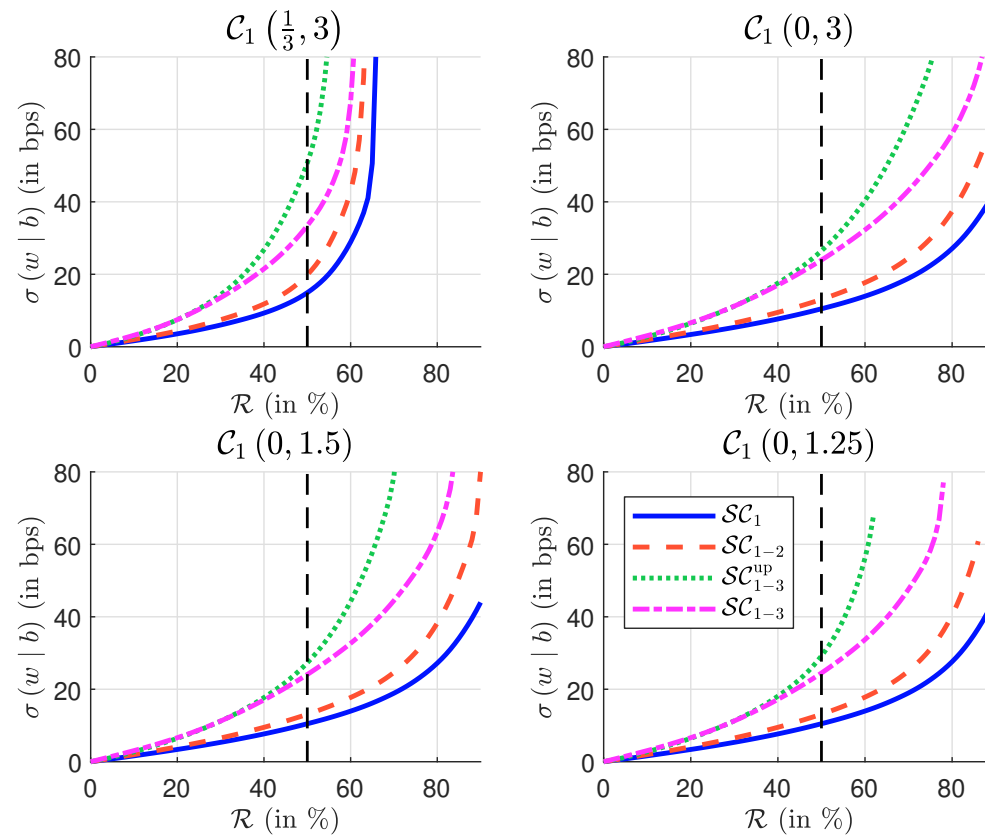 𝒞₁ (1/3, 3)
σ (w | b) (in bps)
80
60
40
20
0
0 20 40 60 80
ℛ (in %)
𝒞₁ (0, 3)
σ (w | b) (in bps)
80
60
40
20
0
0 20 40 60 80
ℛ (in %)
𝒞₁ (0, 1.5)
σ (w | b) (in bps)
80
60
40
20
0
0 20 40 60 80
ℛ (in %)
𝒞₁ (0, 1.25)
σ (w | b) (in bps)
80
60
40
20
0
0 20 40 60 80
ℛ (in %)
𝒮𝒞₁
𝒮𝒞₁₋₂
𝒮𝒞₁₋₃^up
𝒮𝒞₁₋₃